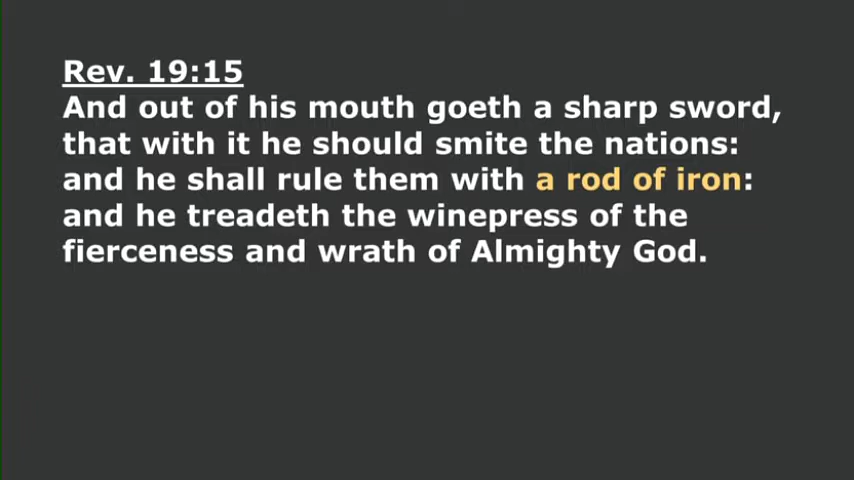 Rev. 19:15
And out of his mouth goeth a sharp sword,
that with it he should smite the nations:
and he shall rule them with a rod of iron:
and he treadeth the winepress of the
fierceness and wrath of Almighty God.